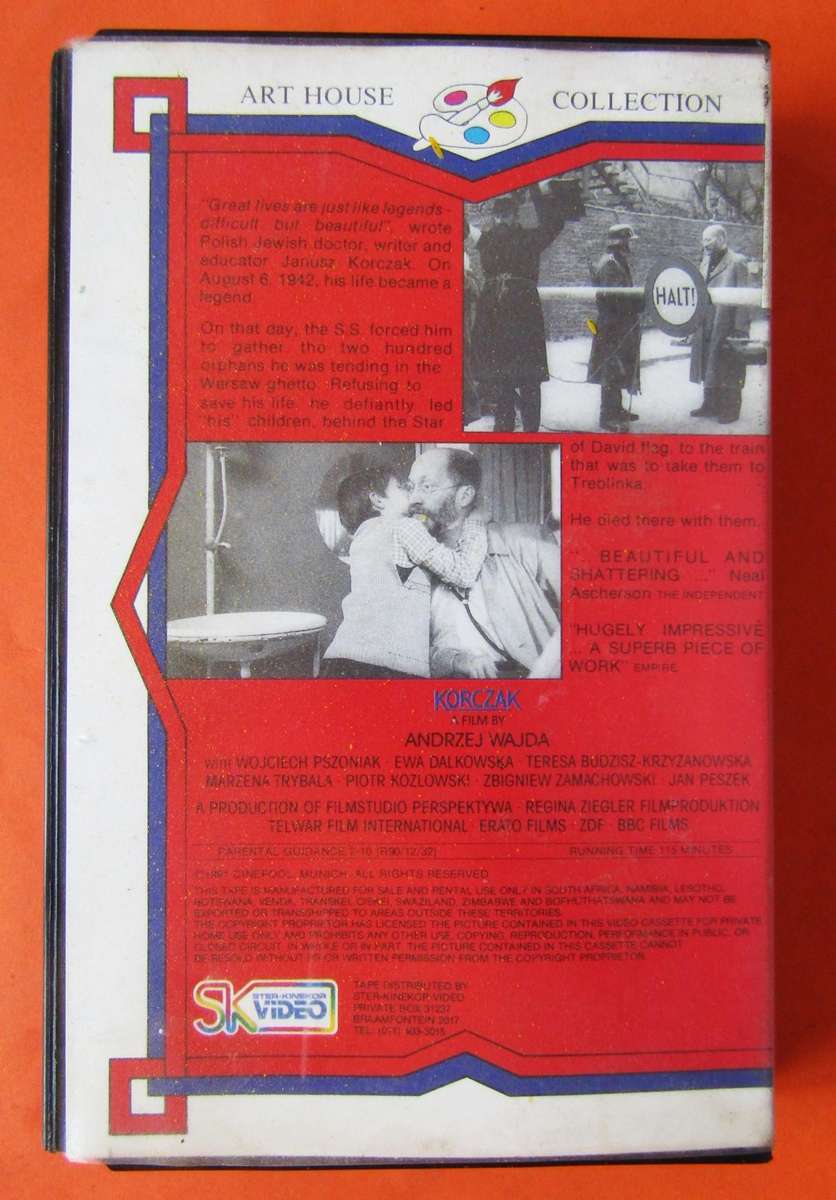 ART HOUSE COLLECTION
"Great lives are just like legends -
difficult but beautiful", wrote
Polish Jewish doctor, writer and
educator Janusz Korczak. On
August 6, 1942, his life became a
legend
On that day, the S.S. forced him
to gather the two hundred
orphans he was tending in the
Warsaw ghetto. Refusing to
save his life, he defiantly led
"his" children, behind the Star
HALT!
of David flag, to the train
that was to take them to
Treblinka.
He died there with them.
".. BEAUTIFUL AND
SHATTERING ..." Neal
Ascherson THE INDEPENDENT
"HUGELY IMPRESSIVE
... A SUPERB PIECE OF
WORK" EMPIRE
KORCZAK
A FILM BY
ANDRZEJ WAJDA
with WOJCIECH PSZONIAK · EWA DALKOWSKA · TERESA BUDZISZ-KRZYZANOWSKA
MARZENA TRYBALA · PIOTR KOZLOWSKI · ZBIGNIEW ZAMACHOWSKI · JAN PESZEK
A PRODUCTION OF FILMSTUDIO PERSPEKTYWA · REGINA ZIEGLER FILMPRODUKTION
TELMAR FILM INTERNATIONAL · ERATO FILMS · ZDF · BBC FILMS
PARENTAL GUIDANCE 2-10 (R90/12/32) RUNNING TIME 115 MINUTES
©1991 CINEPOOL, MUNICH. ALL RIGHTS RESERVED
THIS TAPE IS MANUFACTURED FOR SALE AND RENTAL USE ONLY IN SOUTH AFRICA, NAMIBIA, LESOTHO,
BOTSWANA, VENDA, TRANSKEI, CISKEI, SWAZILAND, ZIMBABWE AND BOPHUTHATSWANA AND MAY NOT BE
EXPORTED OR TRANSHIPPED TO AREAS OUTSIDE THESE TERRITORIES.
THE COPYRIGHT PROPRIETOR HAS LICENSED THE PICTURE CONTAINED IN THIS VIDEO CASSETTE FOR PRIVATE
HOME USE ONLY AND PROHIBITS ANY OTHER USE, COPYING, REPRODUCTION, PERFORMANCE IN PUBLIC, OR
CLOSED CIRCUIT, IN WHOLE OR IN PART. THE PICTURE CONTAINED IN THIS CASSETTE CANNOT
BE RESOLD WITHOUT PRIOR WRITTEN PERMISSION FROM THE COPYRIGHT PROPRIETOR.
SK STER-KINEKOR VIDEO
TAPE DISTRIBUTED BY
STER-KINEKOR VIDEO
PRIVATE BOX 31237
BRAAMFONTEIN 2017
TEL: (011)